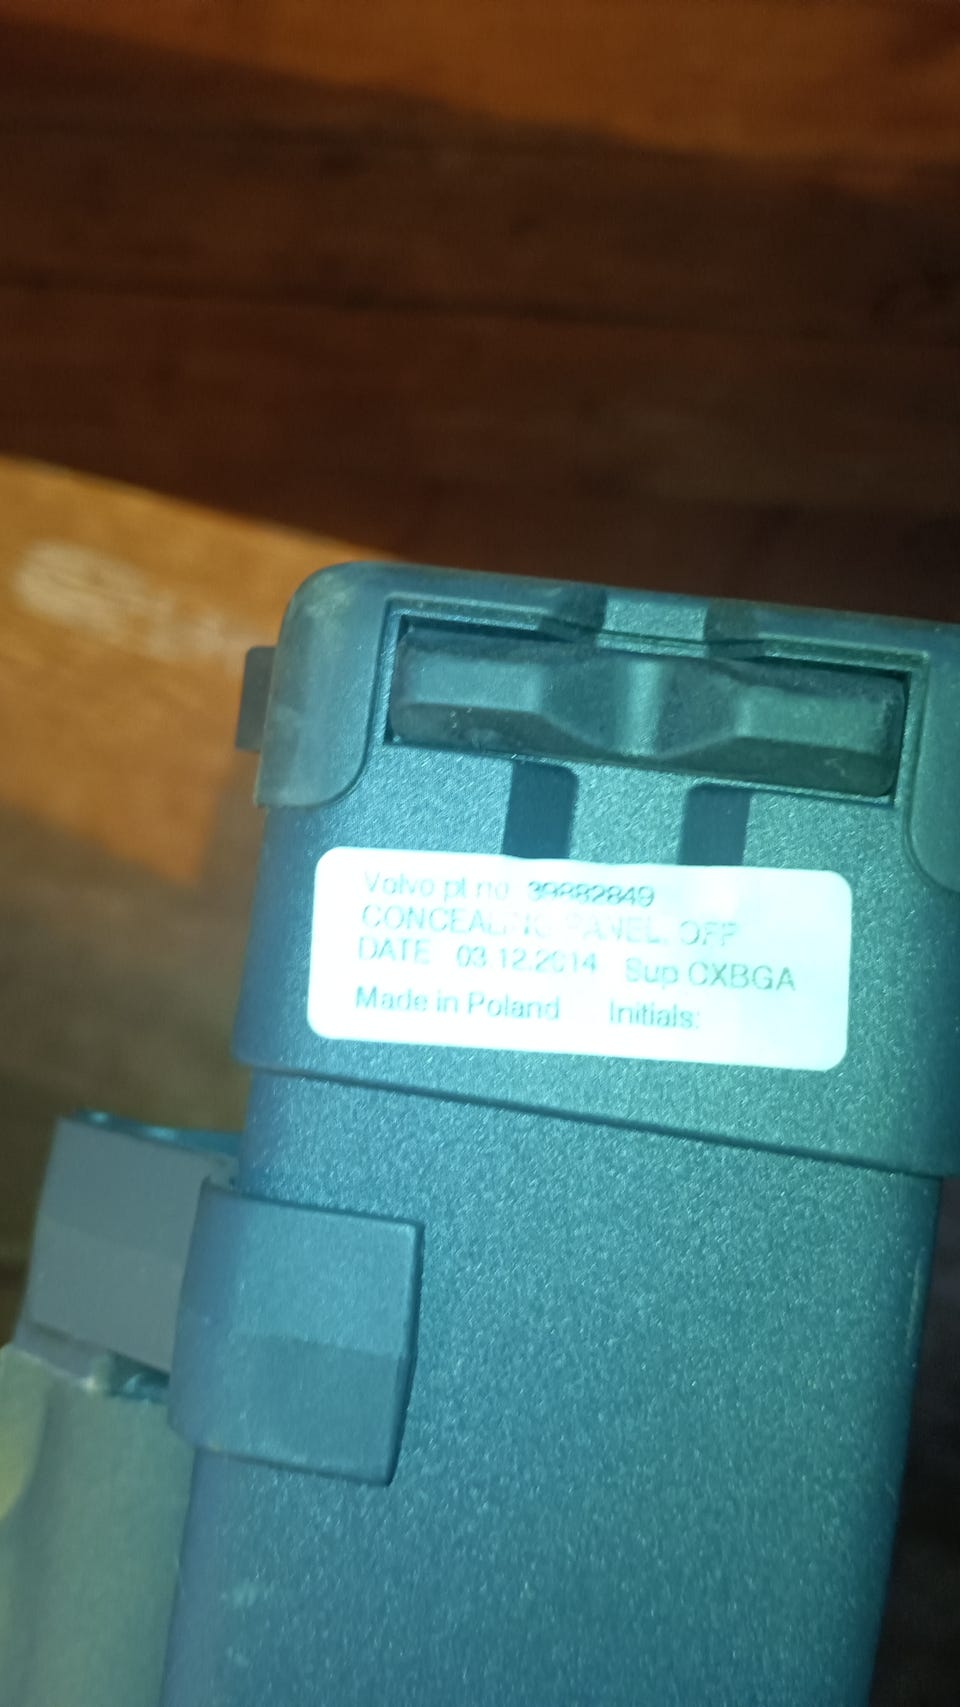 Volvo pt no 39882849
CONCEALING PANEL, OFF
DATE 03.12.2014 Sup CXBGA
Made in Poland Initials: